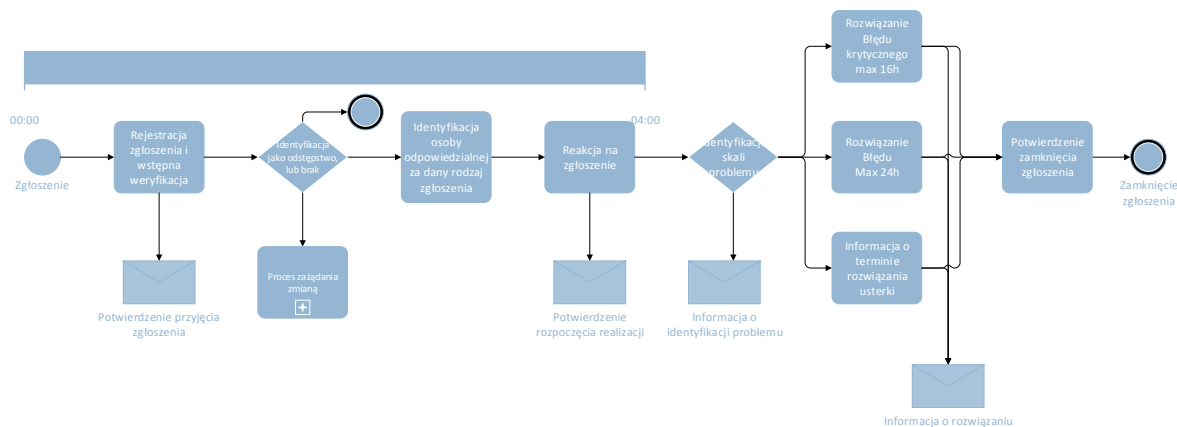 00:00
04:00
Zgłoszenie
Rejestracja
zgłoszenia i
wstępna
weryfikacja
Potwierdzenie przyjęcia
zgłoszenia
Identyfikacja
jako odstępstwo,
lub brak
Proces zażądania
zmianą
Identyfikacja
osoby
odpowiedzialnej
za dany rodzaj
zgłoszenia
Reakcja na
zgłoszenie
Potwierdzenie
rozpoczęcia realizacji
Identyfikacja
skali
problemu
Informacja o
identyfikacji problemu
Rozwiązanie
Błędu
krytycznego
max 16h
Rozwiązanie
Błędu
Max 24h
Informacja o
terminie
rozwiązania
usterki
Informacja o rozwiązaniu
Potwierdzenie
zamknięcia
zgłoszenia
Zamknięcie
zgłoszenia